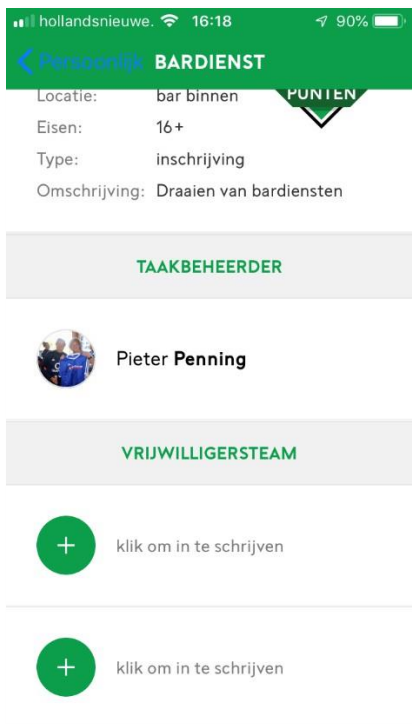 hollandsnieuwe. 16:18 90%
Persoonlijk BARDIENST
Locatie: bar binnen PUNTEN
Eisen: 16+
Type: inschrijving
Omschrijving: Draaien van bardiensten
TAAKBEHEERDER
Pieter Penning
VRIJWILLIGERSTEAM
+ klik om in te schrijven
+ klik om in te schrijven